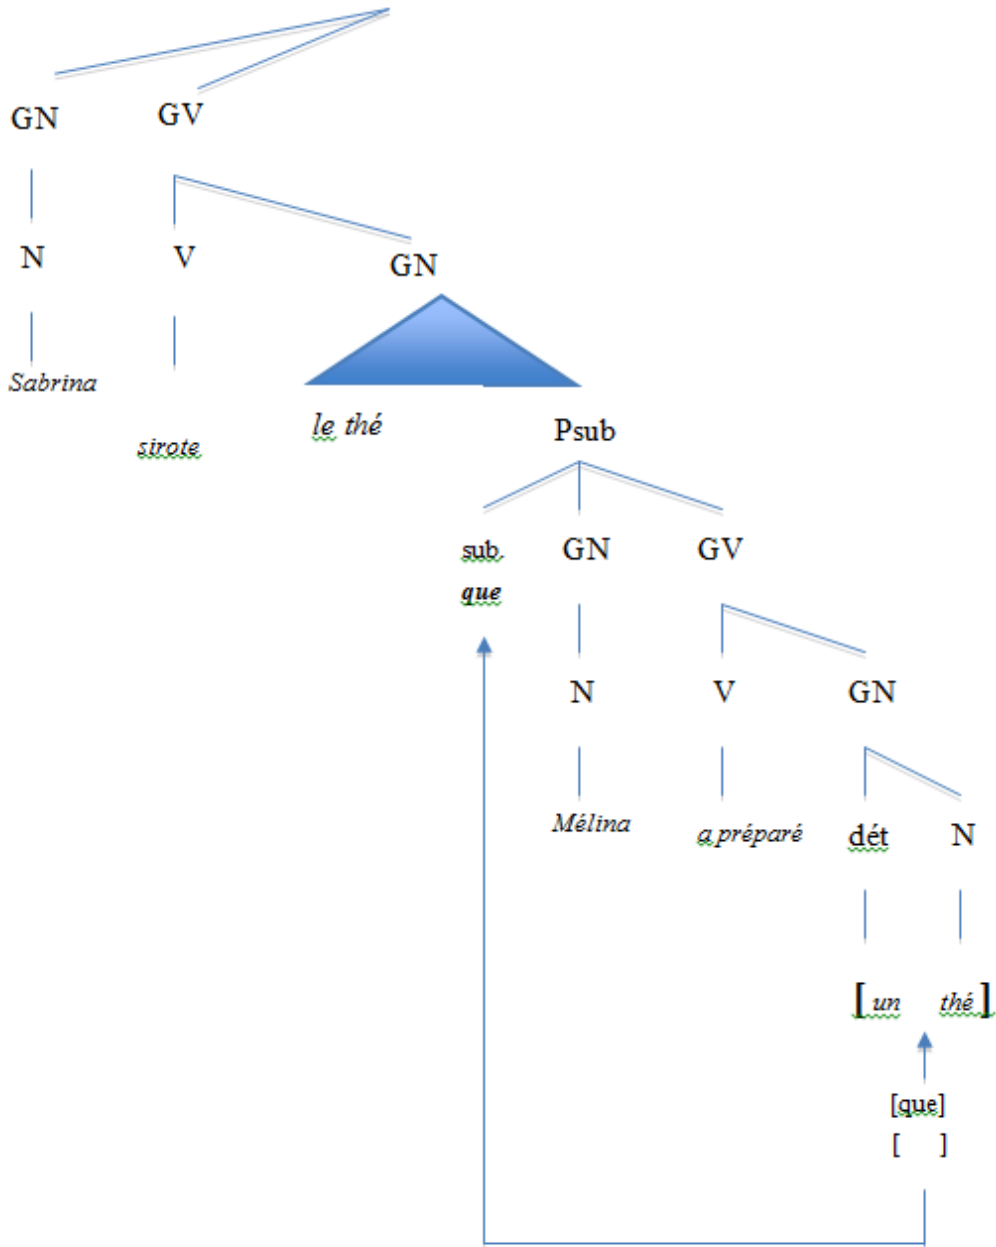 GN GV
N V GN
Sabrina
sirote le thé Psub
sub GN GV
que
N V GN
Mélina a préparé dét N
[ un thé ]
[que]
[ ]